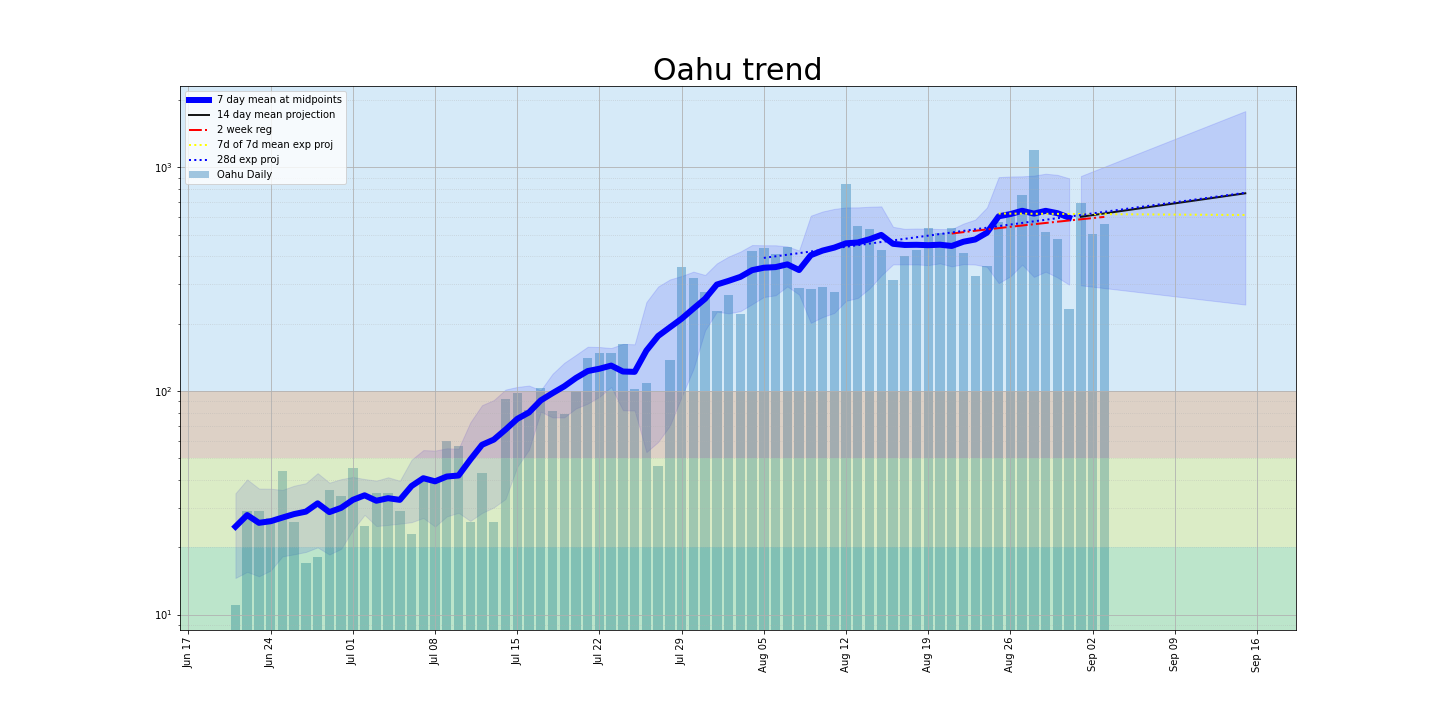 Oahu trend
7 day mean at midpoints
14 day mean projection
2 week reg
7d of 7d mean exp proj
28d exp proj
Oahu Daily
10³
10²
10¹
Jun 17
Jun 24
Jul 01
Jul 08
Jul 15
Jul 22
Jul 29
Aug 05
Aug 12
Aug 19
Aug 26
Sep 02
Sep 09
Sep 16